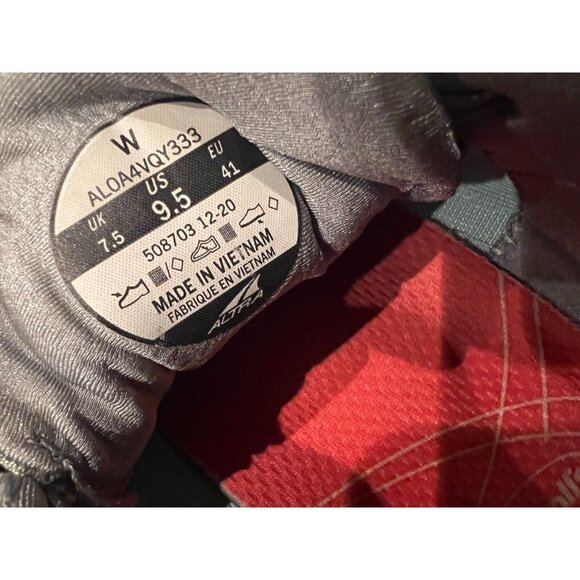 W
AL0A4VQY333
UK US EU
7.5 9.5 41
508703 12-20
MADE IN VIETNAM
FABRIQUE EN VIETNAM
ALTRA